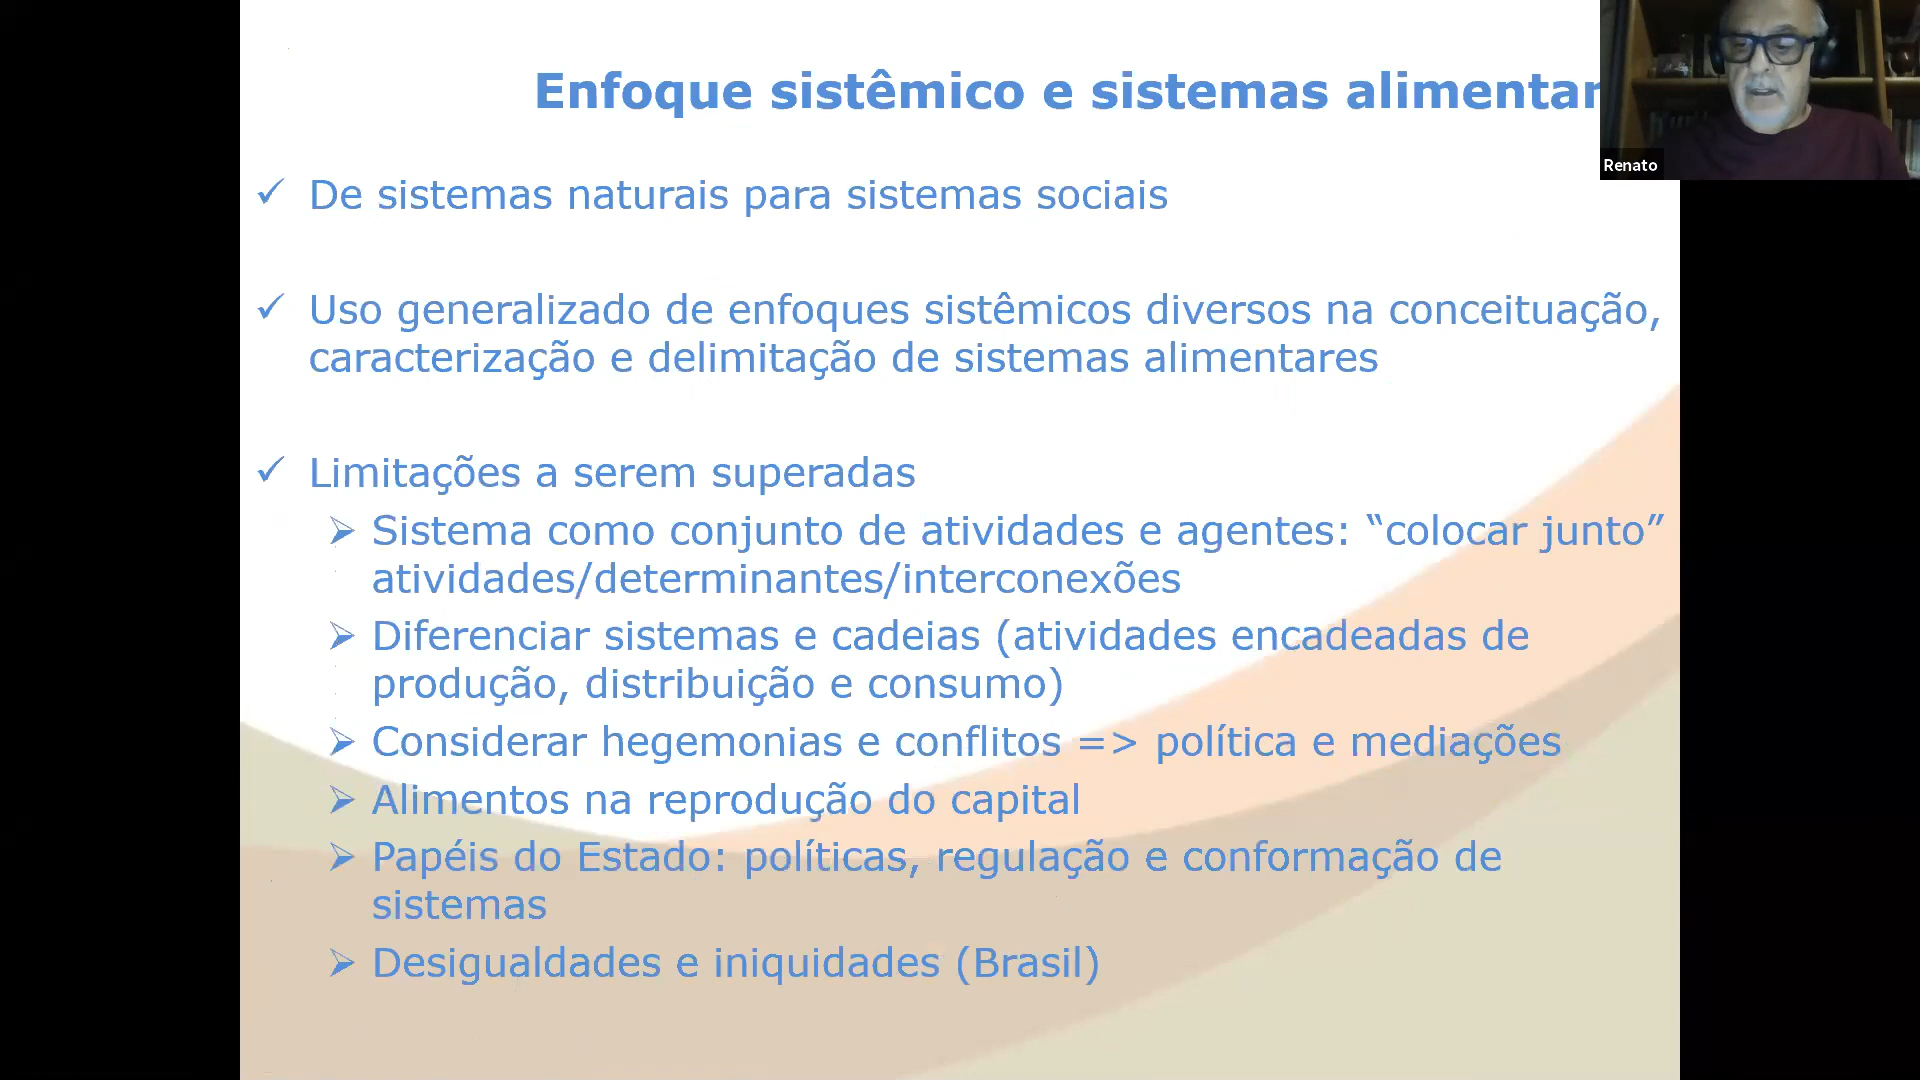 Enfoque sistêmico e sistemas alimentar
Renato
✓ De sistemas naturais para sistemas sociais
✓ Uso generalizado de enfoques sistêmicos diversos na conceituação,
caracterização e delimitação de sistemas alimentares
✓ Limitações a serem superadas
➢ Sistema como conjunto de atividades e agentes: “colocar junto”
atividades/determinantes/interconexões
➢ Diferenciar sistemas e cadeias (atividades encadeadas de
produção, distribuição e consumo)
➢ Considerar hegemonias e conflitos => política e mediações
➢ Alimentos na reprodução do capital
➢ Papéis do Estado: políticas, regulação e conformação de
sistemas
➢ Desigualdades e iniquidades (Brasil)